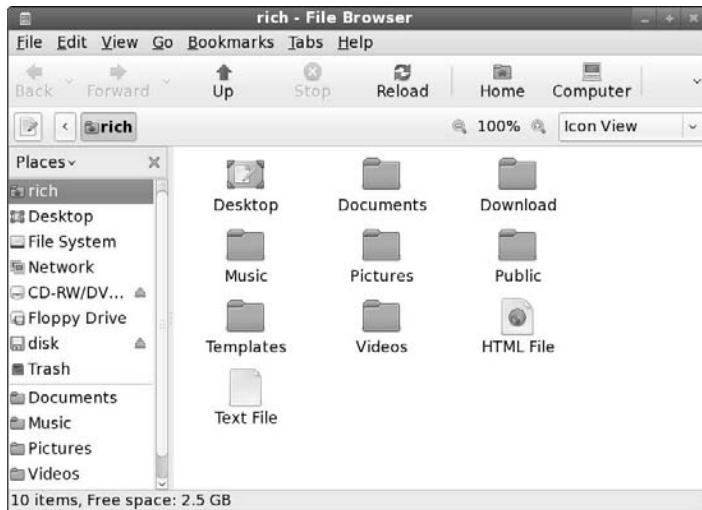 rich - File Browser
File Edit View Go Bookmarks Tabs Help
Back Forward Up Stop Reload Home Computer
rich 100% Icon View
Places
rich
Desktop
File System
Network
CD-RW/DV...
Floppy Drive
disk
Trash
Documents
Music
Pictures
Videos
Desktop Documents Download
Music Pictures Public
Templates Videos HTML File
Text File
10 items, Free space: 2.5 GB